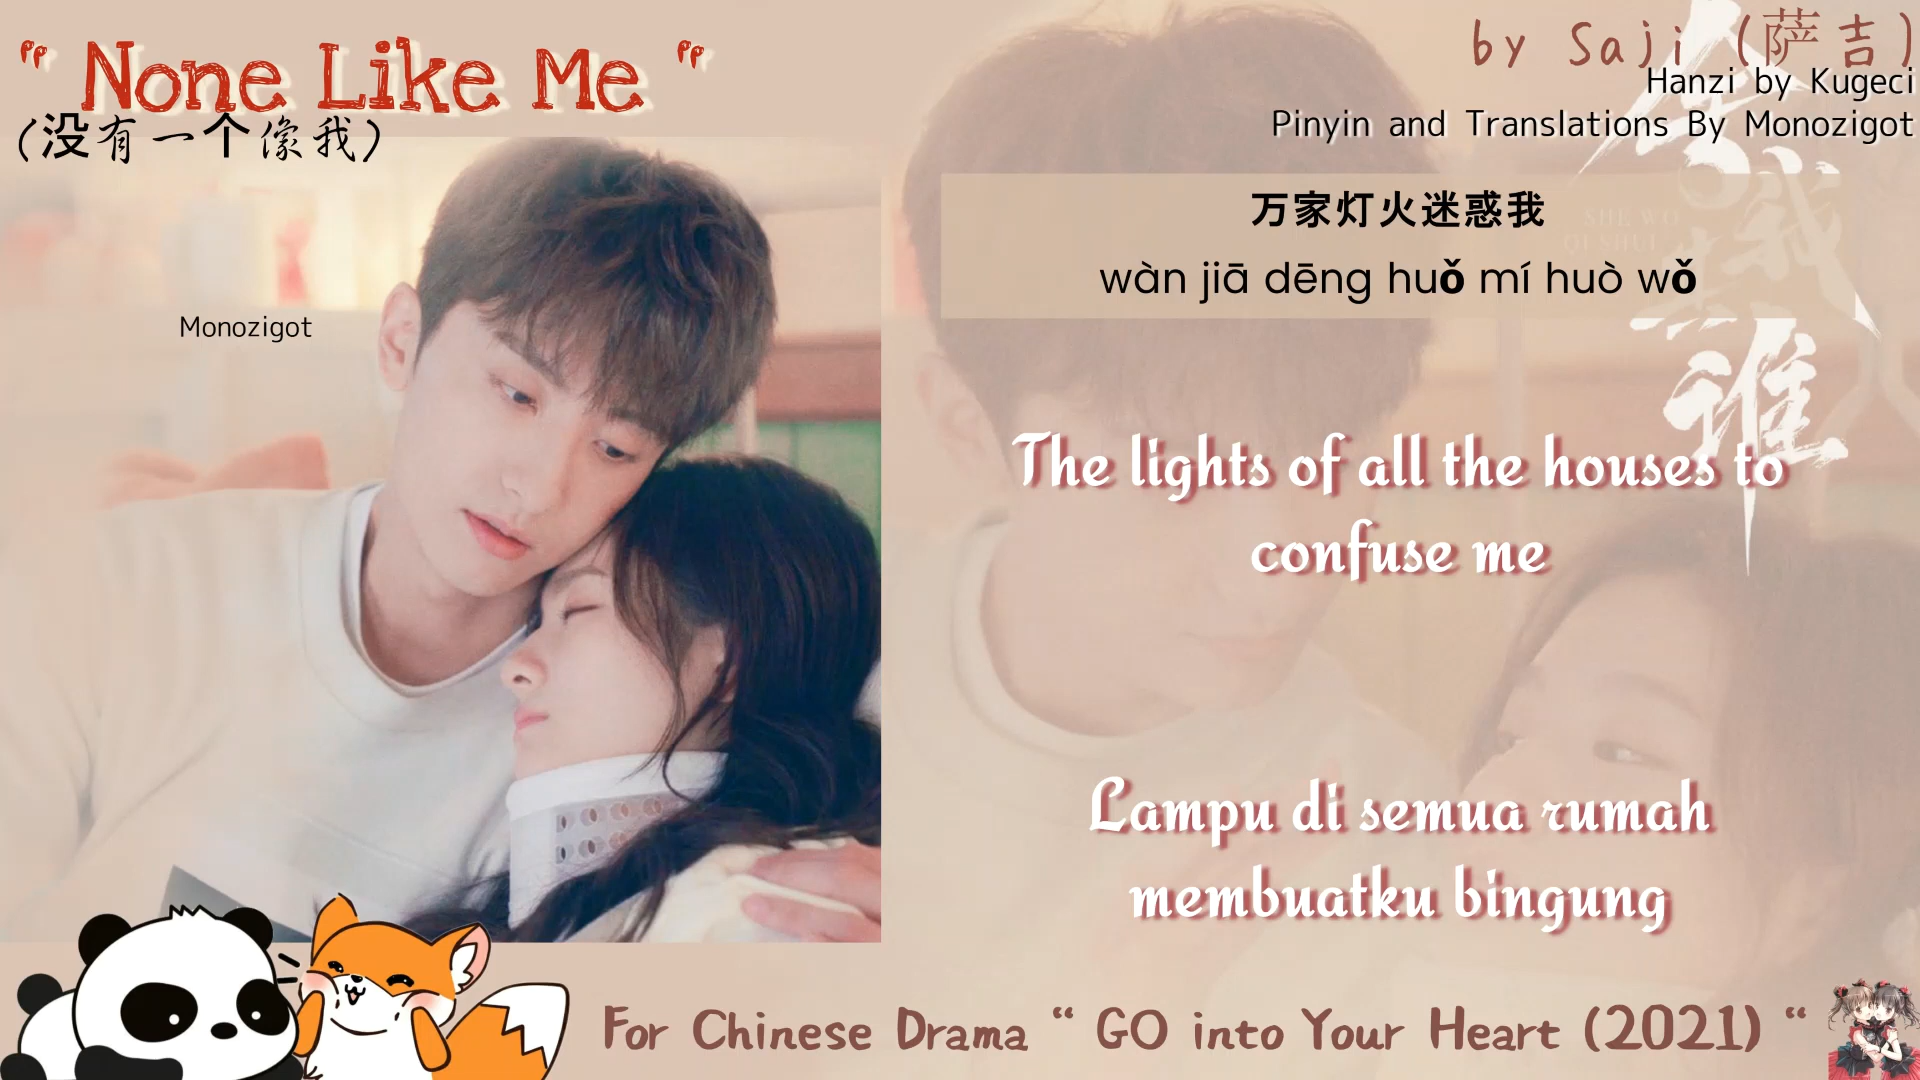 " None Like Me "
(没有一个像我)
by Saji (萨吉)
Hanzi by Kugeci
Pinyin and Translations By Monozigot
万家灯火迷惑我
wàn jiā dēng huǒ mí huò wǒ
Monozigot
The lights of all the houses to
confuse me
Lampu di semua rumah
membuatku bingung
For Chinese Drama “ GO into Your Heart (2021) “